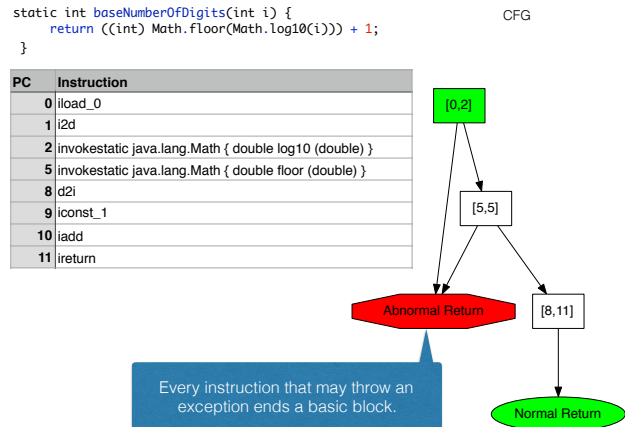 static int baseNumberOfDigits(int i) {
return ((int) Math.floor(Math.log10(i))) + 1;
}
CFG
PC Instruction
0 iload_0
1 i2d
2 invokestatic java.lang.Math { double log10 (double) }
5 invokestatic java.lang.Math { double floor (double) }
8 d2i
9 iconst_1
10 iadd
11 ireturn
[0,2]
[5,5]
Abnormal Return
[8,11]
Every instruction that may throw an
exception ends a basic block.
Normal Return